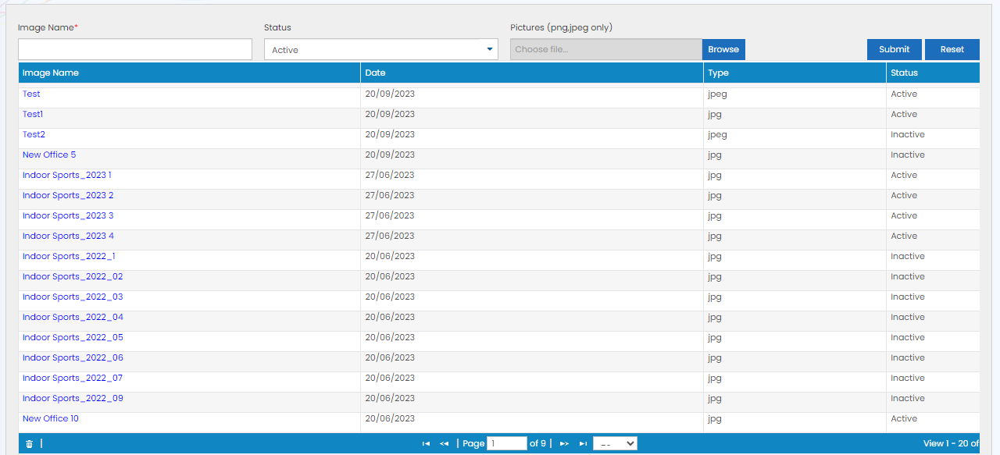 Image Name* Status Pictures (png,jpeg only)
Active Choose file... Browse Submit Reset
Image Name Date Type Status
Test 20/09/2023 jpeg Active
Test1 20/09/2023 jpg Active
Test2 20/09/2023 jpeg Inactive
New Office 5 20/09/2023 jpg Inactive
Indoor Sports_2023 1 27/06/2023 jpg Active
Indoor Sports_2023 2 27/06/2023 jpg Active
Indoor Sports_2023 3 27/06/2023 jpg Active
Indoor Sports_2023 4 27/06/2023 jpg Active
Indoor Sports_2022_1 20/06/2023 jpg Inactive
Indoor Sports_2022_02 20/06/2023 jpg Inactive
Indoor Sports_2022_03 20/06/2023 jpg Inactive
Indoor Sports_2022_04 20/06/2023 jpg Inactive
Indoor Sports_2022_05 20/06/2023 jpg Inactive
Indoor Sports_2022_06 20/06/2023 jpg Inactive
Indoor Sports_2022_07 20/06/2023 jpg Inactive
Indoor Sports_2022_09 20/06/2023 jpg Inactive
New Office 10 20/06/2023 jpg Active
| | Page 1 of 9 | -- View 1 - 20 of